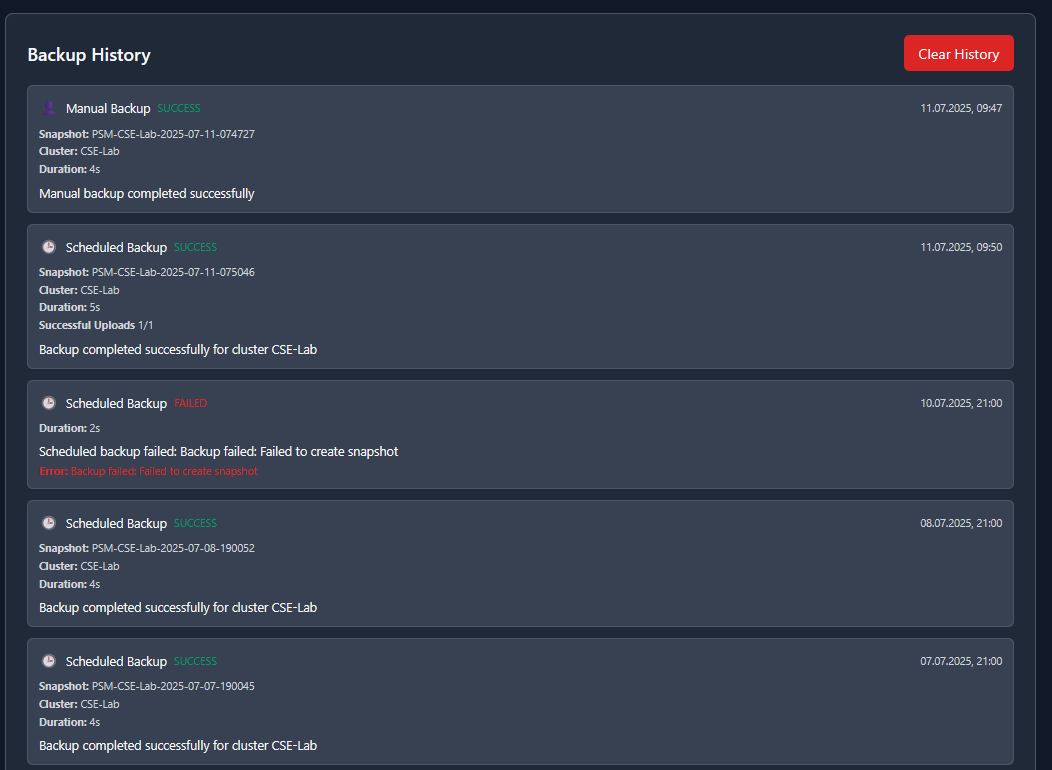 Backup History
Clear History
Manual Backup SUCCESS 11.07.2025, 09:47
Snapshot: PSM-CSE-Lab-2025-07-11-074727
Cluster: CSE-Lab
Duration: 4s
Manual backup completed successfully
Scheduled Backup SUCCESS 11.07.2025, 09:50
Snapshot: PSM-CSE-Lab-2025-07-11-075046
Cluster: CSE-Lab
Duration: 5s
Successful Uploads 1/1
Backup completed successfully for cluster CSE-Lab
Scheduled Backup FAILED 10.07.2025, 21:00
Duration: 2s
Scheduled backup failed: Backup failed: Failed to create snapshot
Error: Backup failed: Failed to create snapshot
Scheduled Backup SUCCESS 08.07.2025, 21:00
Snapshot: PSM-CSE-Lab-2025-07-08-190052
Cluster: CSE-Lab
Duration: 4s
Backup completed successfully for cluster CSE-Lab
Scheduled Backup SUCCESS 07.07.2025, 21:00
Snapshot: PSM-CSE-Lab-2025-07-07-190045
Cluster: CSE-Lab
Duration: 4s
Backup completed successfully for cluster CSE-Lab